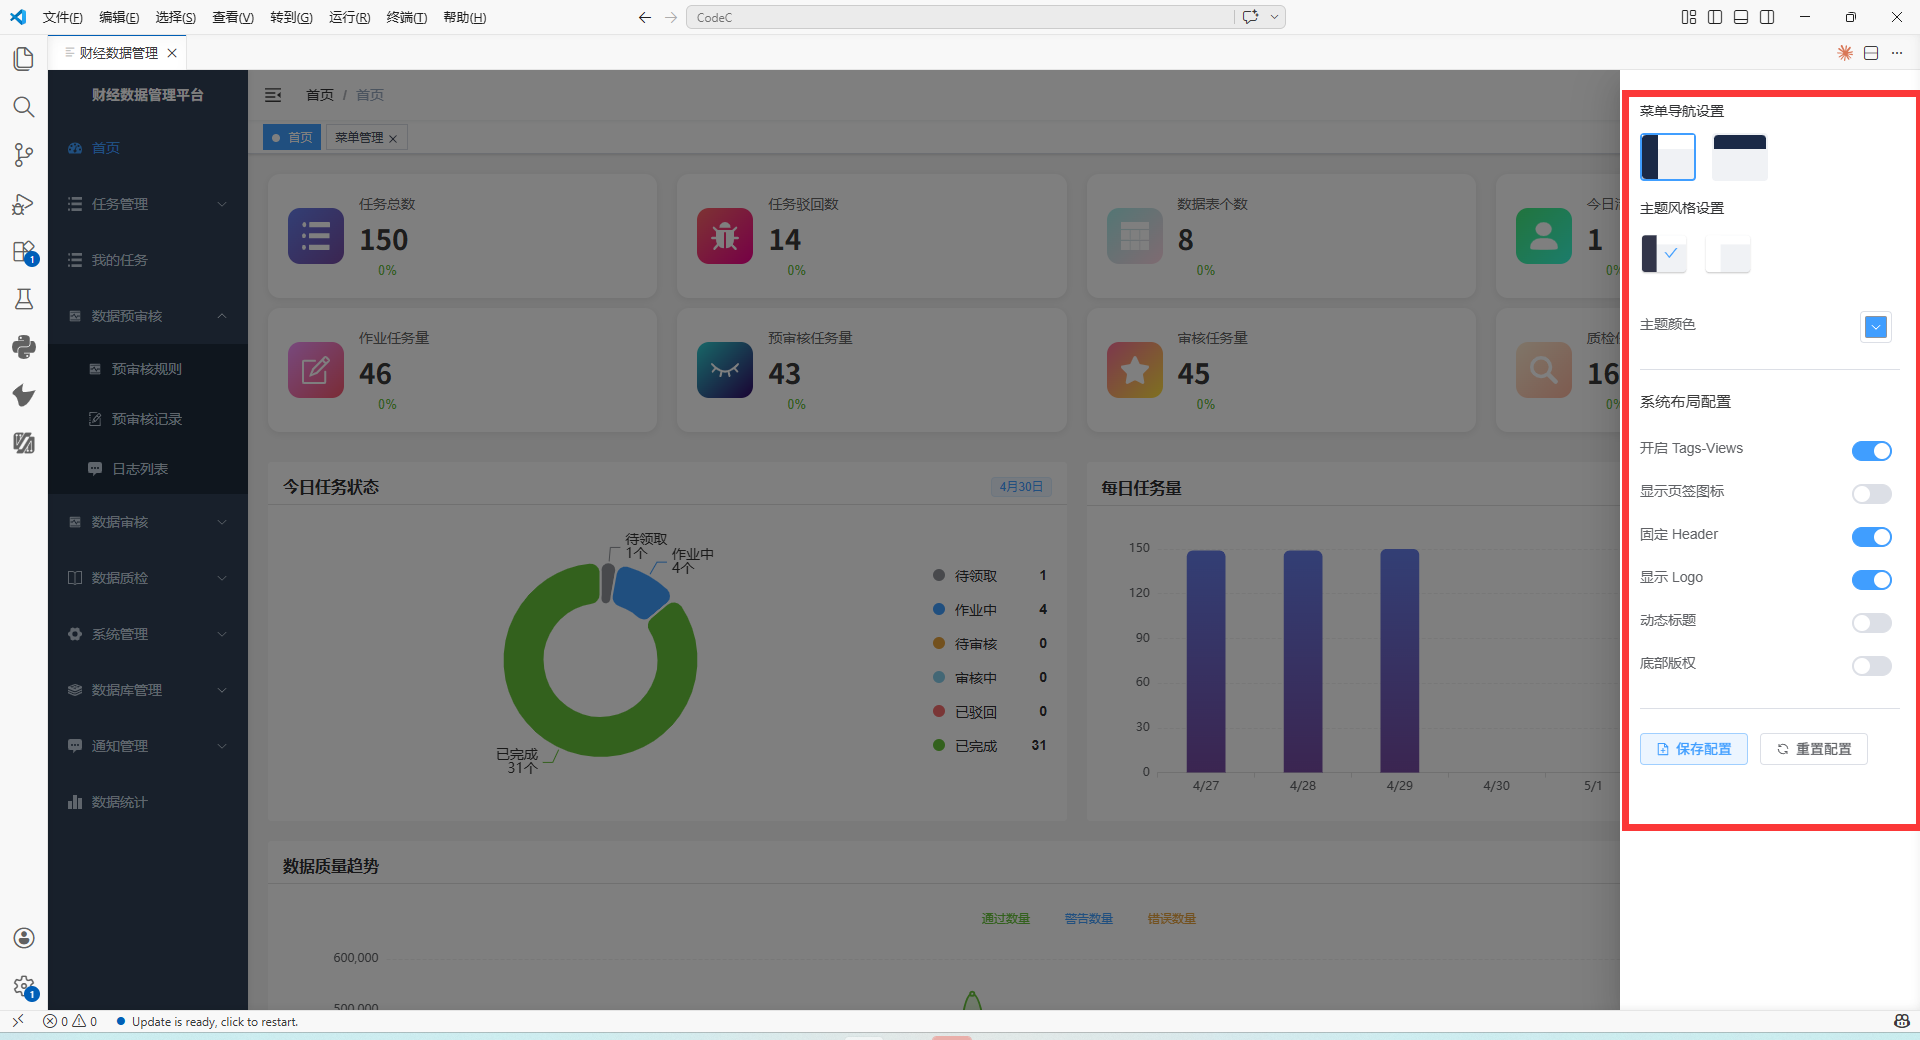 文件(F) 编辑(E) 选择(S) 查看(V) 转到(G) 运行(R) 终端(T) 帮助(H)
CodeC
财经数据管理
财经数据管理平台
首页
任务管理
我的任务
数据预审核
预审核规则
预审核记录
日志列表
数据审核
数据质检
系统管理
数据库管理
通知管理
数据统计
1
1
首页 / 首页
首页 菜单管理
任务总数
150
0%
任务驳回数
14
0%
数据表个数
8
0%
今日
1
0%
作业任务量
46
0%
预审核任务量
43
0%
审核任务量
45
0%
质检
16
0%
今日任务状态
4月30日
待领取
1个
作业中
4个
已完成
31个
待领取 1
作业中 4
待审核 0
审核中 0
已驳回 0
已完成 31
每日任务量
150
120
90
60
30
0
4/27 4/28 4/29 4/30 5/1
数据质量趋势
通过数量 警告数量 错误数量
600,000
500,000
菜单导航设置
主题风格设置
主题颜色
系统布局配置
开启 Tags-Views
显示页签图标
固定 Header
显示 Logo
动态标题
底部版权
保存配置 重置配置
0 0 Update is ready, click to restart.